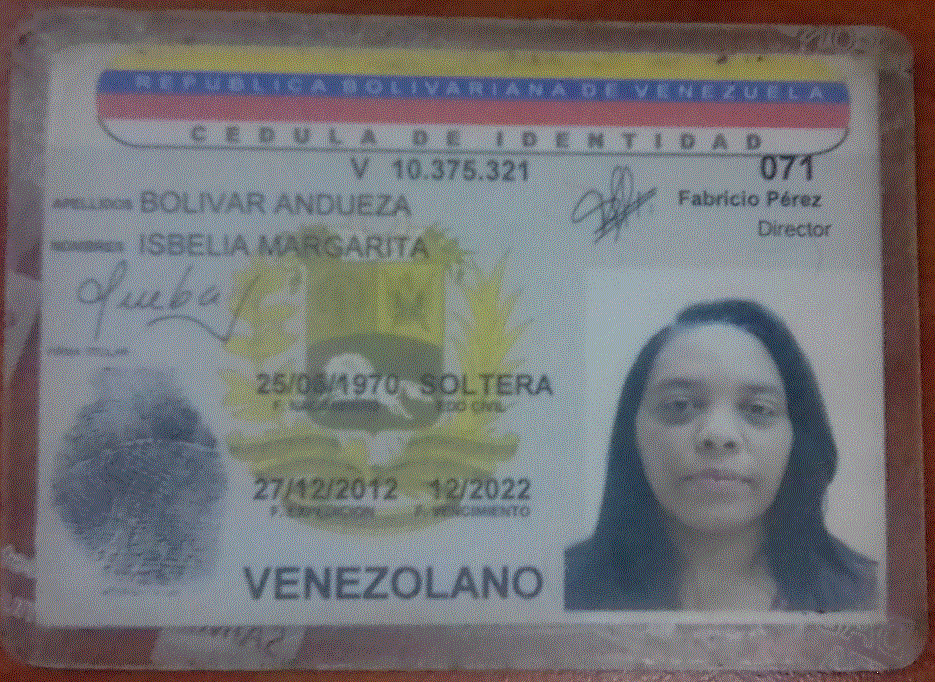 REPUBLICA BOLIVARIANA DE VENEZUELA
CEDULA DE IDENTIDAD
V 10.375.321 071
APELLIDOS BOLIVAR ANDUEZA
Fabricio Pérez
Director
NOMBRES ISBELIA MARGARITA
FIRMA TITULAR
25/08/1970 SOLTERA
F. NACIMIENTO EDO CIVIL
27/12/2012 12/2022
F. EXPEDICION F. VENCIMIENTO
VENEZOLANO